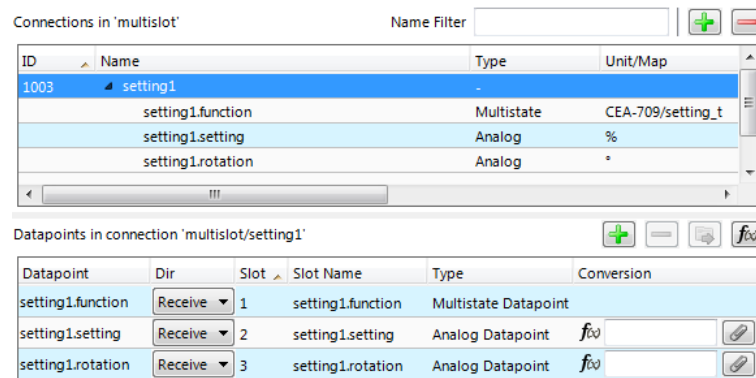 Connections in 'multislot' Name Filter
ID Name Type Unit/Map
1003 setting1 -
setting1.function Multistate CEA-709/setting_t
setting1.setting Analog %
setting1.rotation Analog °
Datapoints in connection 'multislot/setting1'
f(x)
Datapoint Dir Slot Slot Name Type Conversion
setting1.function Receive 1 setting1.function Multistate Datapoint
setting1.setting Receive 2 setting1.setting Analog Datapoint f(x)
setting1.rotation Receive 3 setting1.rotation Analog Datapoint f(x)